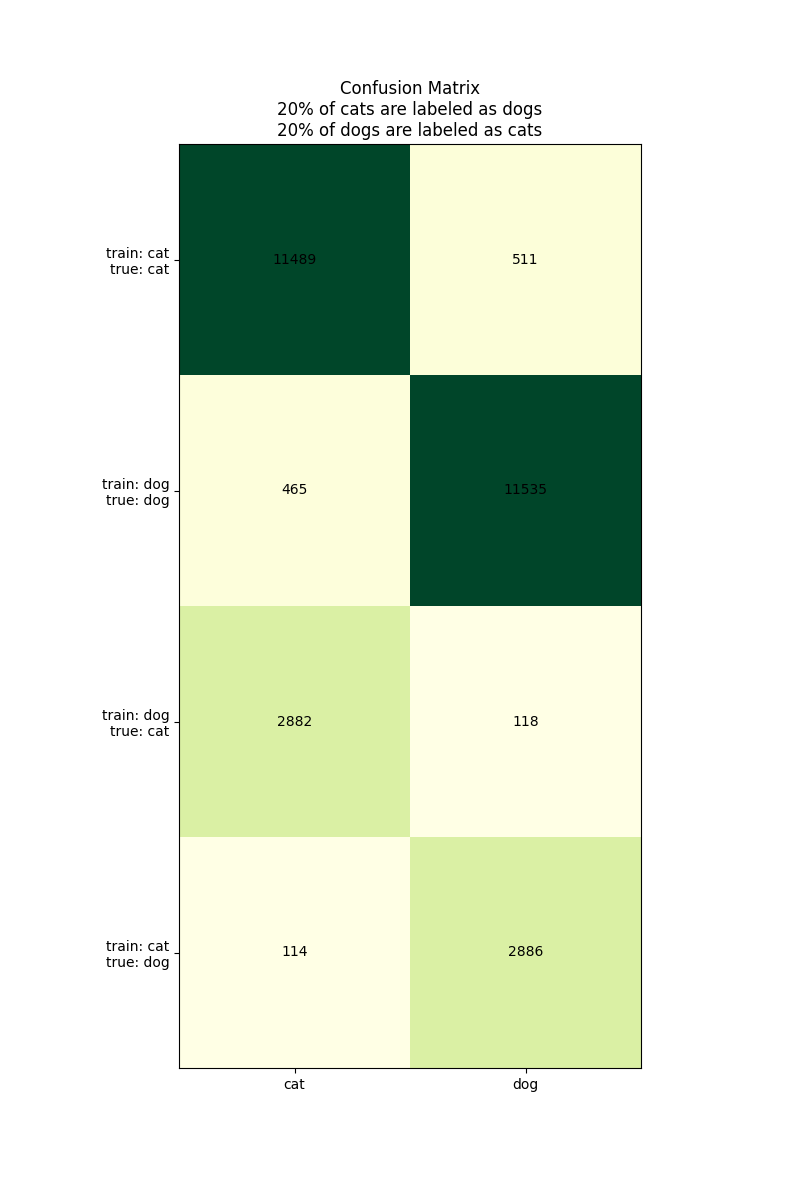 Confusion Matrix
20% of cats are labeled as dogs
20% of dogs are labeled as cats
train: cat
true: cat
11489
511
train: dog
true: dog
465
11535
train: dog
true: cat
2882
118
train: cat
true: dog
114
2886
cat
dog